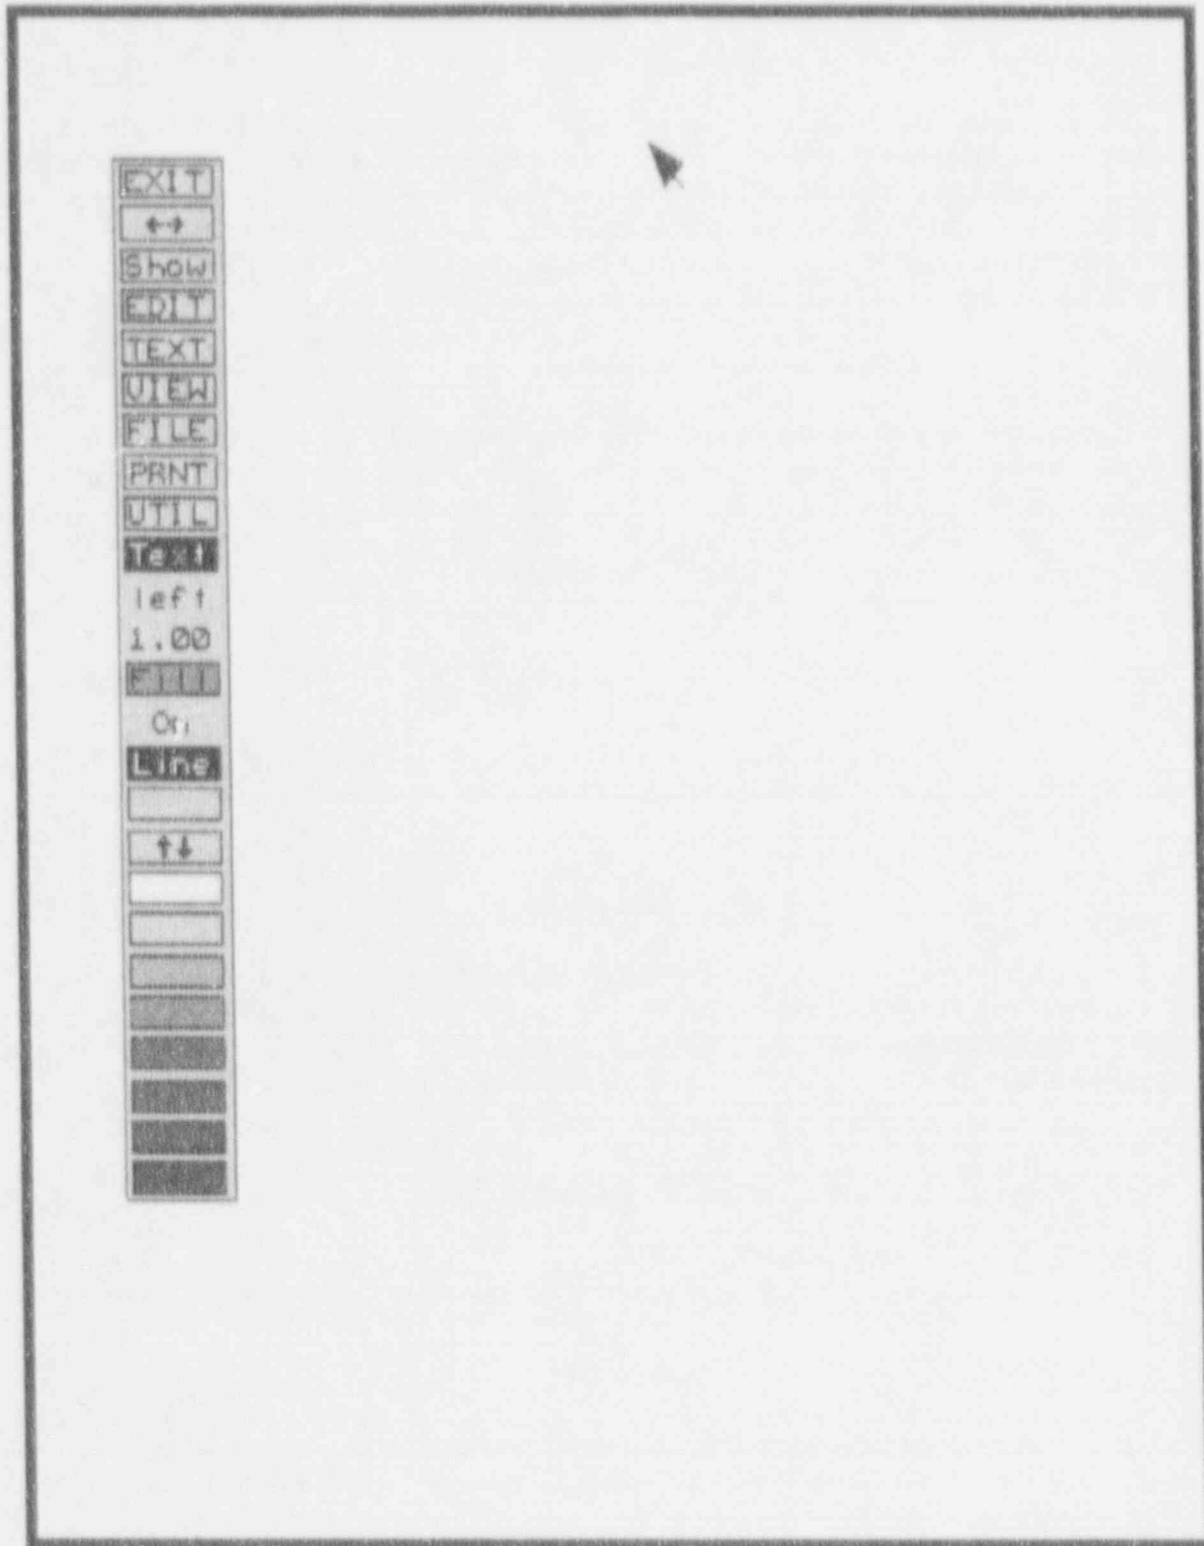 EXIT
←→
Show
EDIT
TEXT
VIEW
FILE
PRNT
UTIL
Text
left
1.00
Fill
On
Line
↑↓